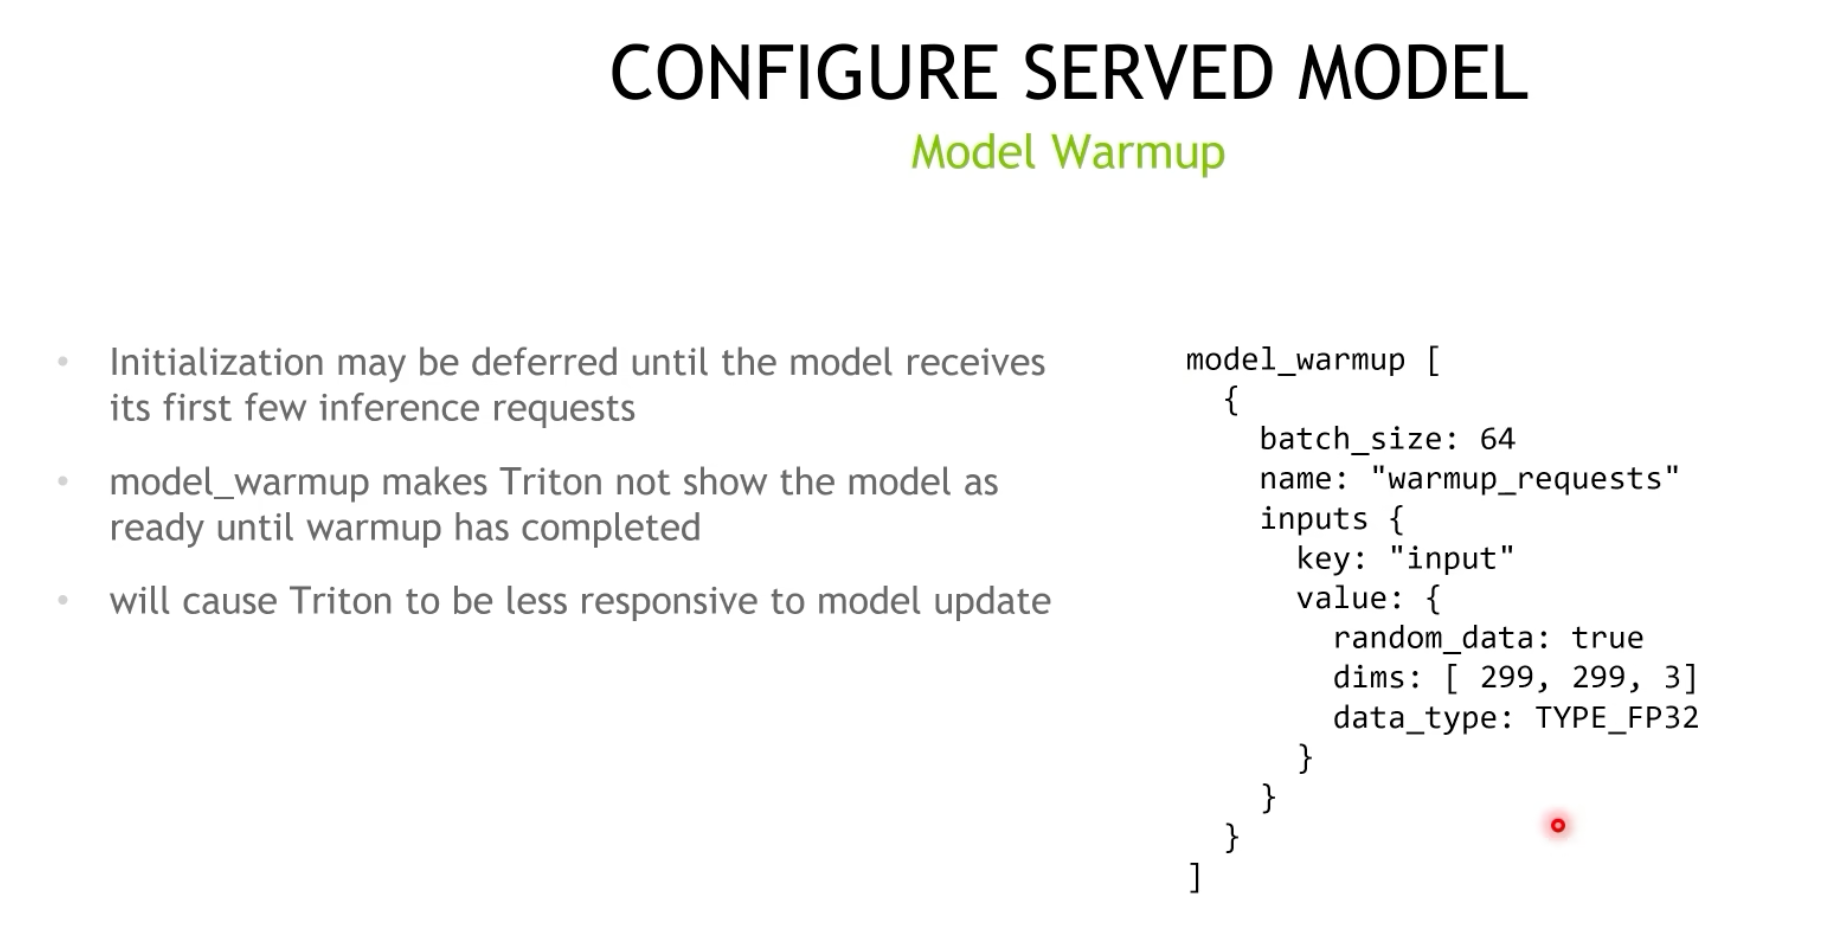 CONFIGURE SERVED MODEL
Model Warmup
• Initialization may be deferred until the model receives
its first few inference requests
• model_warmup makes Triton not show the model as
ready until warmup has completed
• will cause Triton to be less responsive to model update
model_warmup [
  {
    batch_size: 64
    name: "warmup_requests"
    inputs {
      key: "input"
      value: {
        random_data: true
        dims: [ 299, 299, 3]
        data_type: TYPE_FP32
      }
    }
  }
]